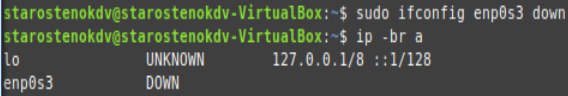 starostenokdv@starostenokdv-VirtualBox:~$ sudo ifconfig enp0s3 down
starostenokdv@starostenokdv-VirtualBox:~$ ip -br a
lo UNKNOWN 127.0.0.1/8 ::1/128
enp0s3 DOWN